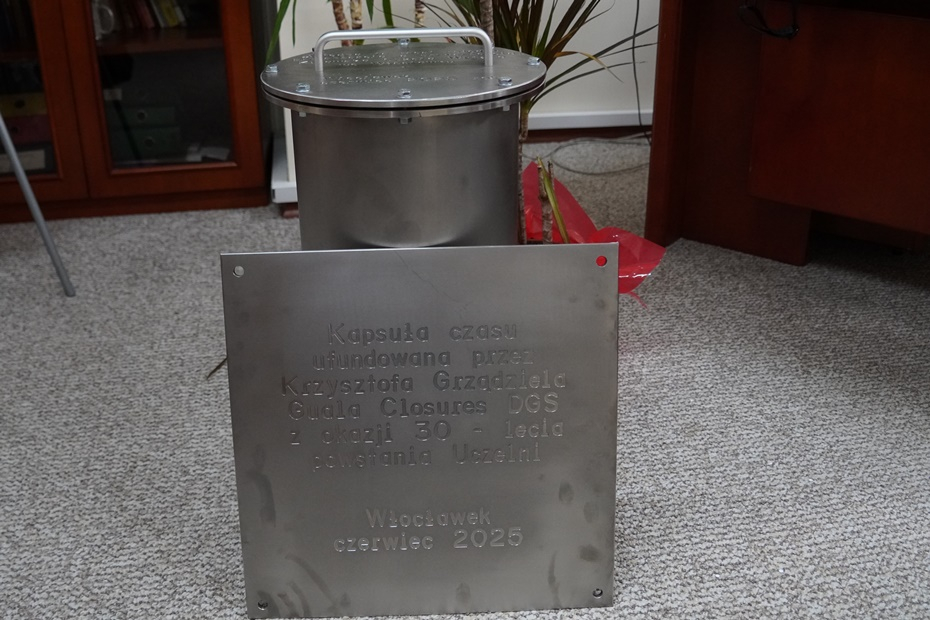 Kapsuła czasu
ufundowana przez
Krzysztofa Grządziela
Guala Closures DGS
z okazji 30 - lecia
powstania Uczelni
Włocławek
czerwiec 2025